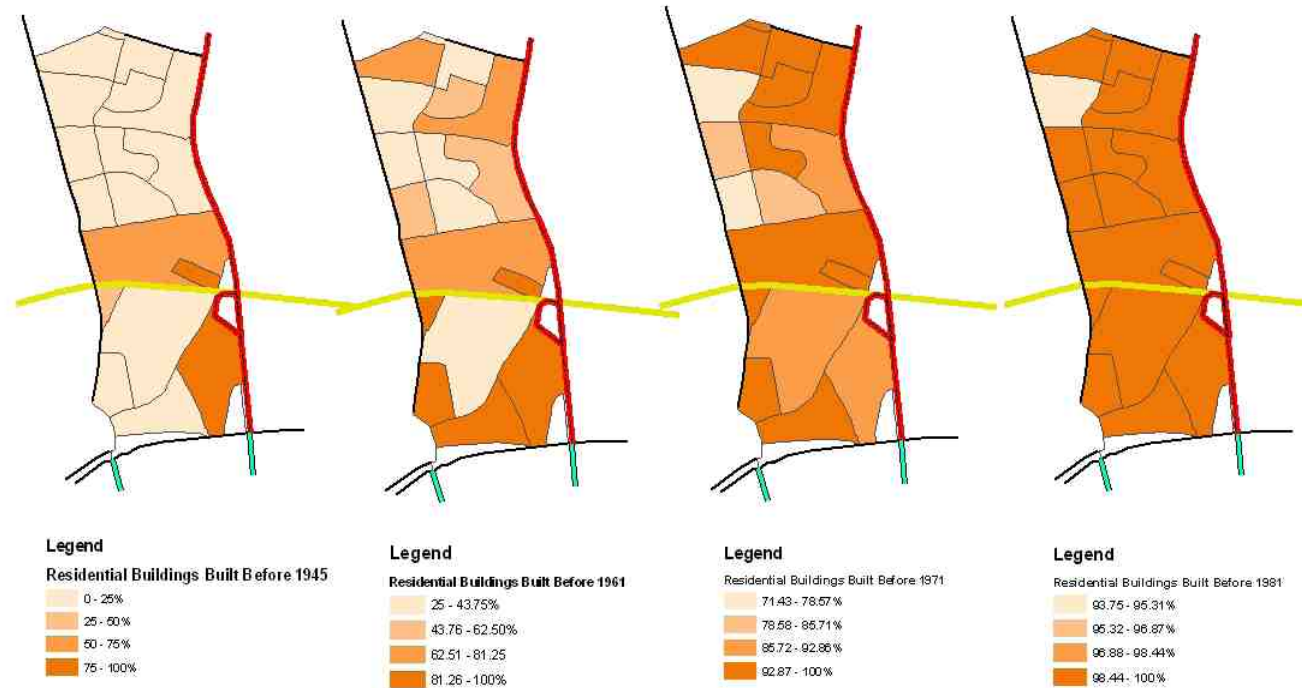 Legend
Residential Buildings Built Before 1945
0 - 25%
25 - 50%
50 - 75%
75 - 100%
Legend
Residential Buildings Built Before 1961
25 - 43.75%
43.76 - 62.50%
62.51 - 81.25
81.26 - 100%
Legend
Residential Buildings Built Before 1971
71.43 - 78.57%
78.58 - 85.71%
85.72 - 92.86%
92.87 - 100%
Legend
Residential Buildings Built Before 1981
93.75 - 95.31%
95.32 - 96.87%
96.88 - 98.44%
98.44 - 100%